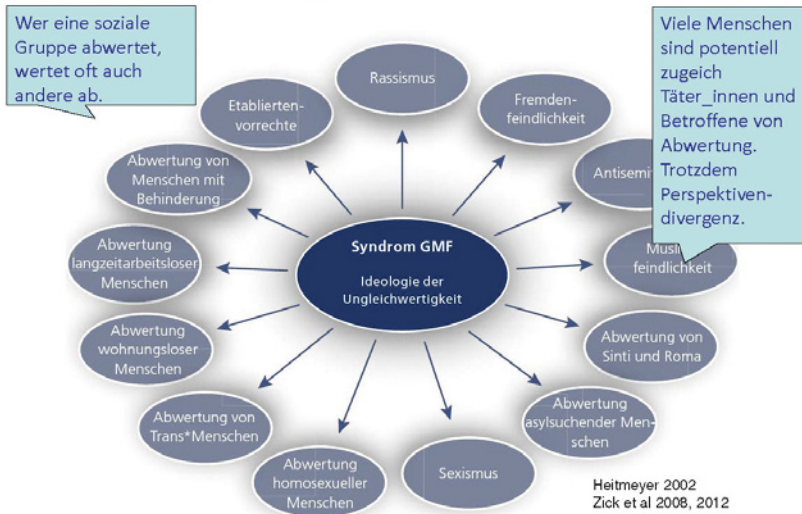 Wer eine soziale
Gruppe abwertet,
wertet oft auch
andere ab.
Viele Menschen
sind potentiell
zugeich
Täter_innen und
Betroffene von
Abwertung.
Trotzdem
Perspektiven-
divergenz.
Rassismus
Fremden-
feindlichkeit
feindlichkeit
Abwertung von
Sinti und Roma
Abwertung
asylsuchender Men-
schen
Sexismus
Abwertung
homosexueller
Menschen
Abwertung von
Trans*Menschen
Abwertung
wohnungsloser
Menschen
Abwertung
langzeitarbeitsloser
Menschen
Abwertung von
Menschen mit
Behinderung
Etablierten-
vorrechte
Syndrom GMF
Ideologie der
Ungleichwertigkeit
Heitmeyer 2002
Zick et al 2008, 2012